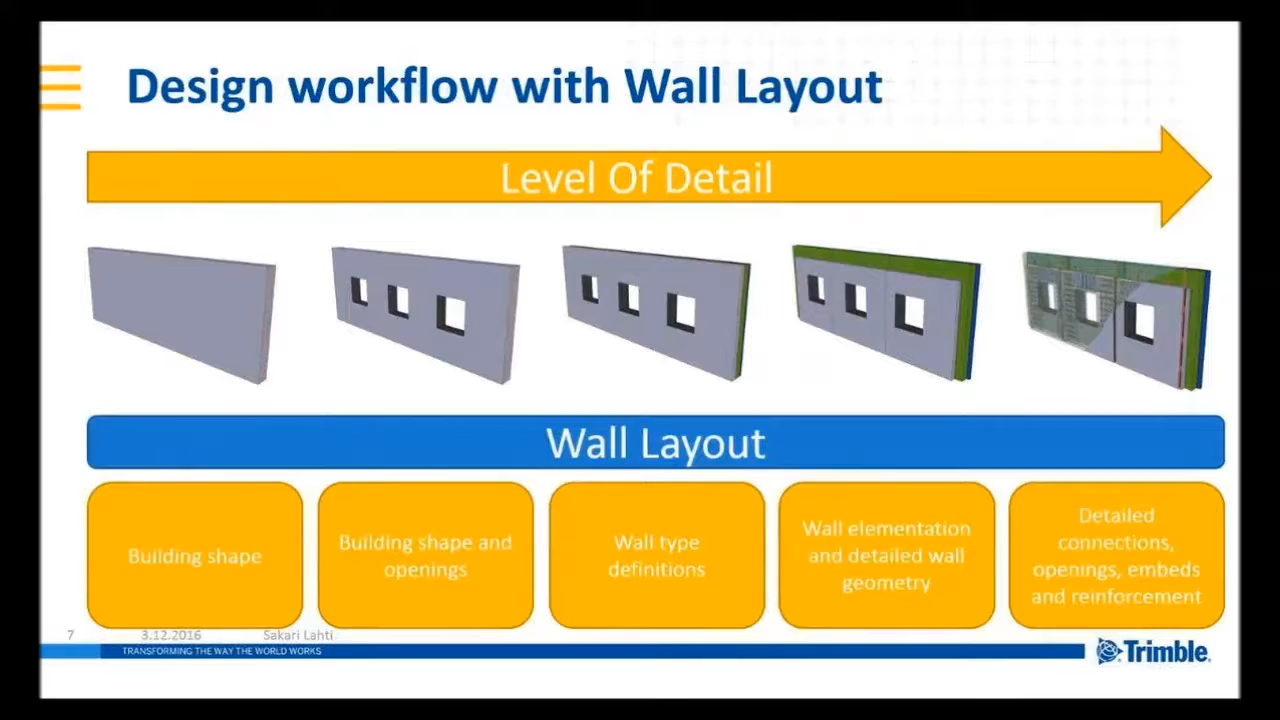 Design workflow with Wall Layout
Level Of Detail
Wall Layout
Building shape
Building shape and
openings
Wall type
definitions
Wall elementation
and detailed wall
geometry
Detailed
connections,
openings, embeds
and reinforcement
7 3.12.2016 Sakari Lahti
TRANSFORMING THE WAY THE WORLD WORKS
Trimble